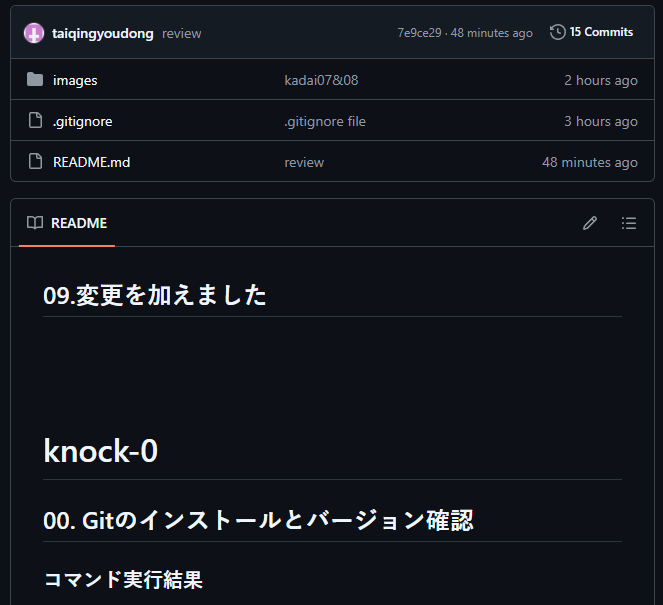 taiqingyoudong review 7e9ce29 · 48 minutes ago 15 Commits
images kadai07&08 2 hours ago
.gitignore .gitignore file 3 hours ago
README.md review 48 minutes ago
README
09.変更を加えました
knock-0
00. Gitのインストールとバージョン確認
コマンド実行結果